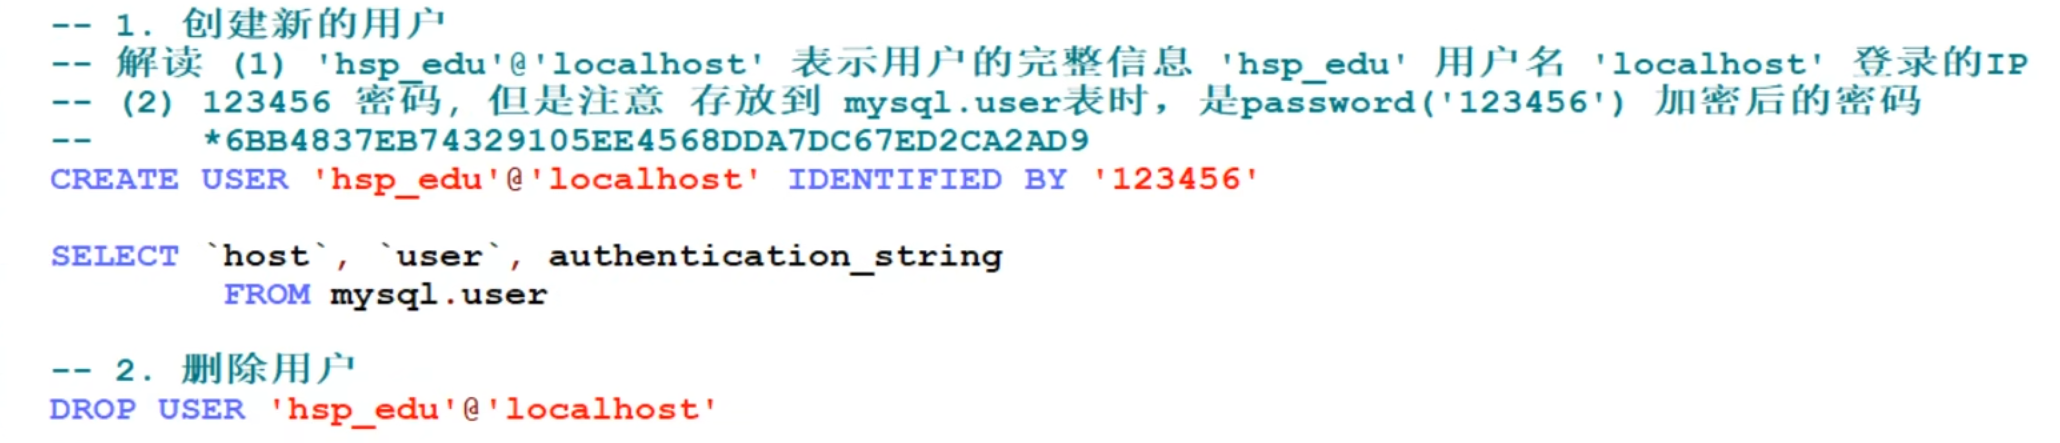 -- 1. 创建新的用户
-- 解读 (1) 'hsp_edu'@'localhost' 表示用户的完整信息 'hsp_edu' 用户名 'localhost' 登录的IP
-- (2) 123456 密码, 但是注意 存放到 mysql.user表时，是password('123456') 加密后的密码
--     *6BB4837EB74329105EE4568DDA7DC67ED2CA2AD9
CREATE USER 'hsp_edu'@'localhost' IDENTIFIED BY '123456'
SELECT `host`, `user`, authentication_string
        FROM mysql.user
-- 2. 删除用户
DROP USER 'hsp_edu'@'localhost'